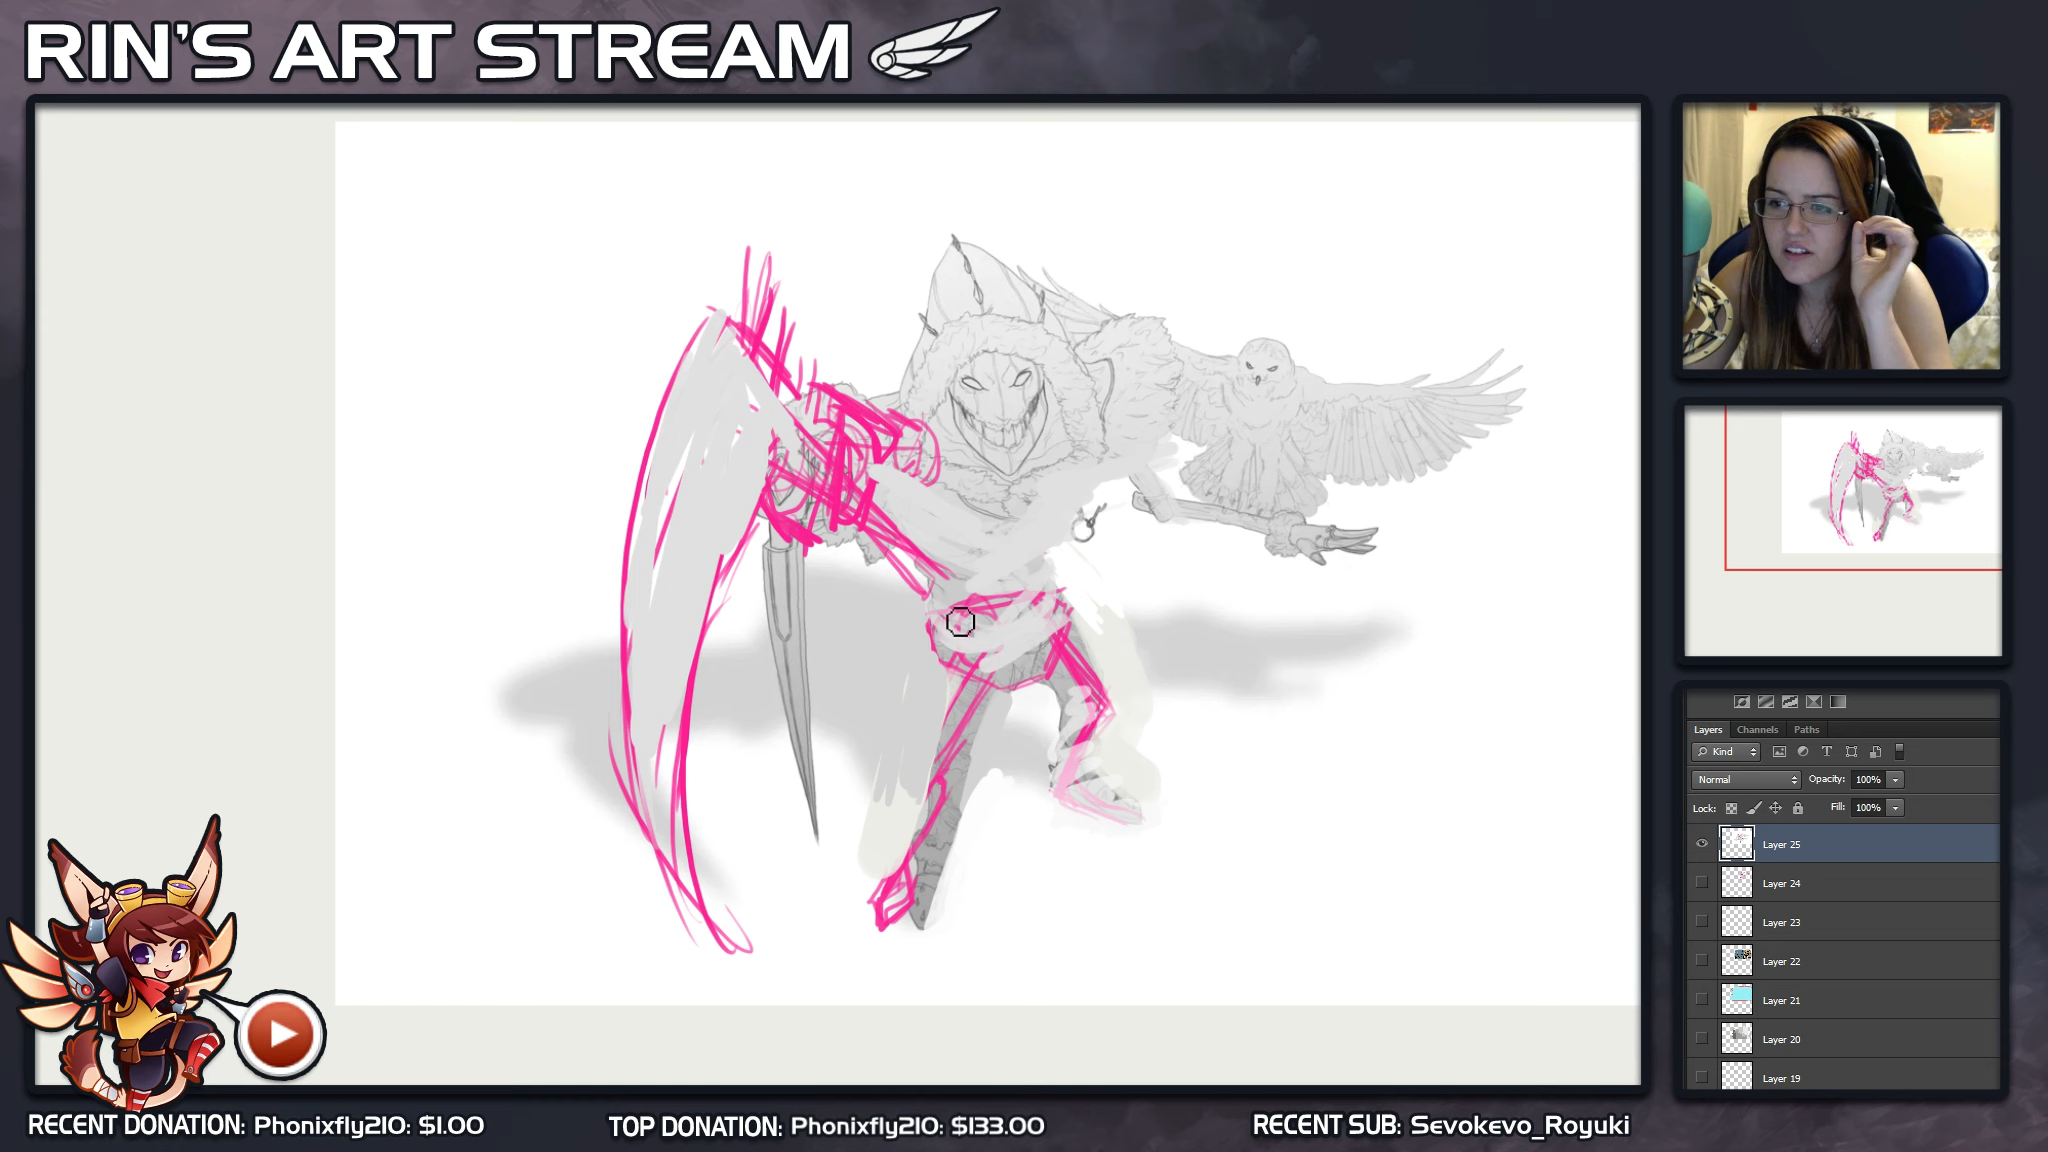 RIN'S ART STREAM
Layers Channels Paths
Kind
Normal Opacity: 100%
Lock: Fill: 100%
Layer 25
Layer 24
Layer 23
Layer 22
Layer 21
Layer 20
Layer 19
RECENT DONATION: Phonixfly210: $1.00 TOP DONATION: Phonixfly210: $133.00 RECENT SUB: Sevokevo_Royuki